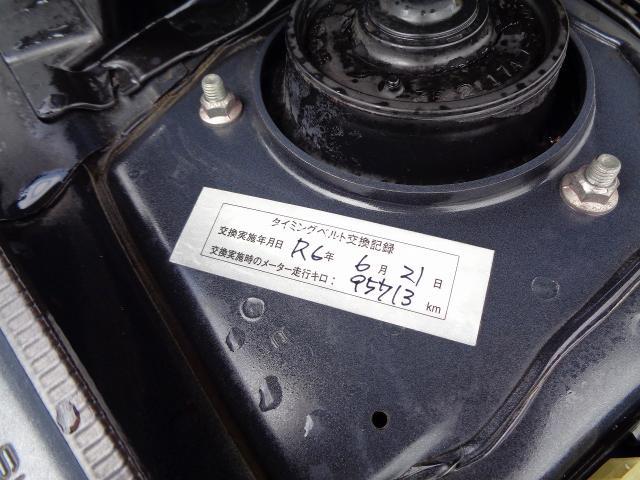 タイミングベルト交換記録
交換実施年月日 R6年 6月 21日
交換実施時のメーター走行キロ: 95713 km